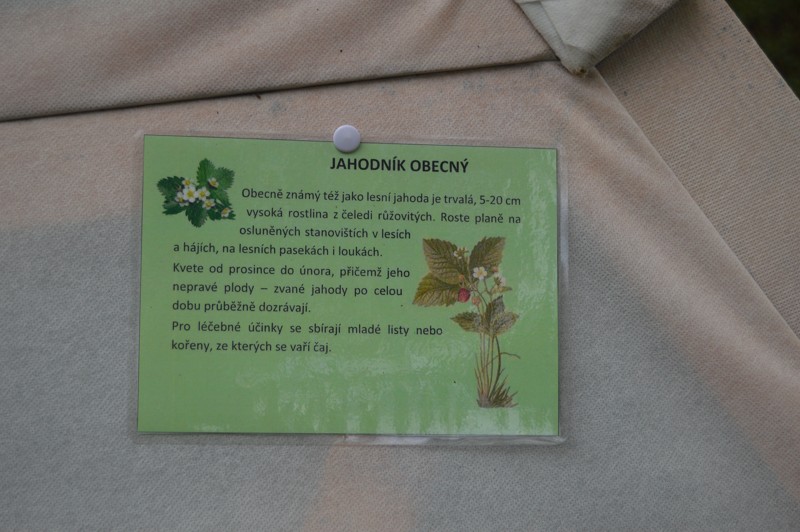 JAHODNÍK OBECNÝ
Obecně známý též jako lesní jahoda je trvalá, 5-20 cm
vysoká rostlina z čeledi růžovitých. Roste planě na
osluněných stanovištích v lesích
a hájích, na lesních pasekách i loukách.
Kvete od prosince do února, přičemž jeho
nepravé plody – zvané jahody po celou
dobu průběžně dozrávají.
Pro léčebné účinky se sbírají mladé listy nebo
kořeny, ze kterých se vaří čaj.